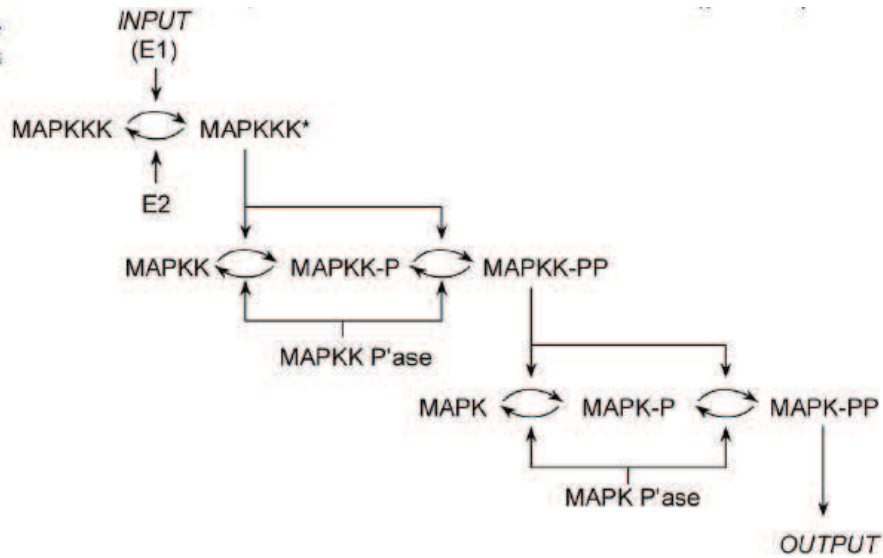 INPUT
(E1)
MAPKKK MAPKKK*
E2
MAPKK MAPKK-P MAPKK-PP
MAPKK P'ase
MAPK MAPK-P MAPK-PP
MAPK P'ase
OUTPUT